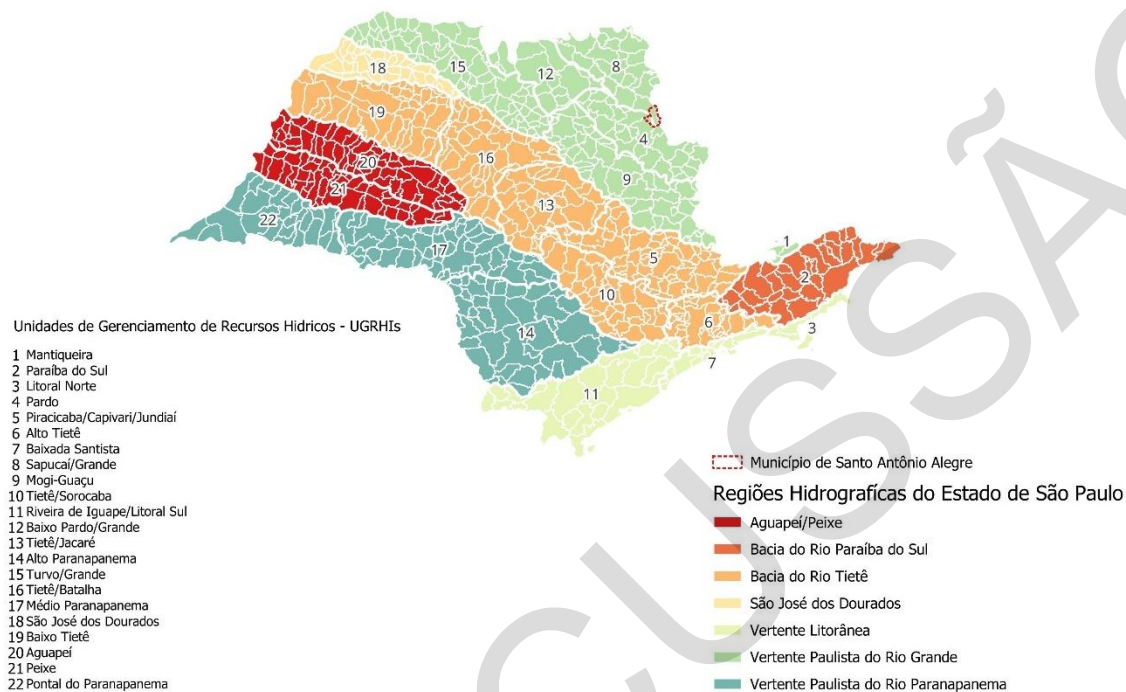 18
15
12
8
19
4
20
16
9
21
13
22
17
1
5
2
10
6
14
3
7
11
Unidades de Gerenciamento de Recursos Hidricos - UGRHIs
1 Mantiqueira
2 Paraíba do Sul
3 Litoral Norte
4 Pardo
5 Piracicaba/Capivari/Jundiaí
6 Alto Tietê
7 Baixada Santista
8 Sapucaí/Grande
9 Mogi-Guaçu
10 Tietê/Sorocaba
11 Riveira de Iguape/Litoral Sul
12 Baixo Pardo/Grande
13 Tietê/Jacaré
14 Alto Paranapanema
15 Turvo/Grande
16 Tietê/Batalha
17 Médio Paranapanema
18 São José dos Dourados
19 Baixo Tietê
20 Aguapeí
21 Peixe
22 Pontal do Paranapanema
Município de Santo Antônio Alegre
Regiões Hidrografícas do Estado de São Paulo
Aguapeí/Peixe
Bacia do Rio Paraíba do Sul
Bacia do Rio Tietê
São José dos Dourados
Vertente Litorânea
Vertente Paulista do Rio Grande
Vertente Paulista do Rio Paranapanema
CUSSÃO